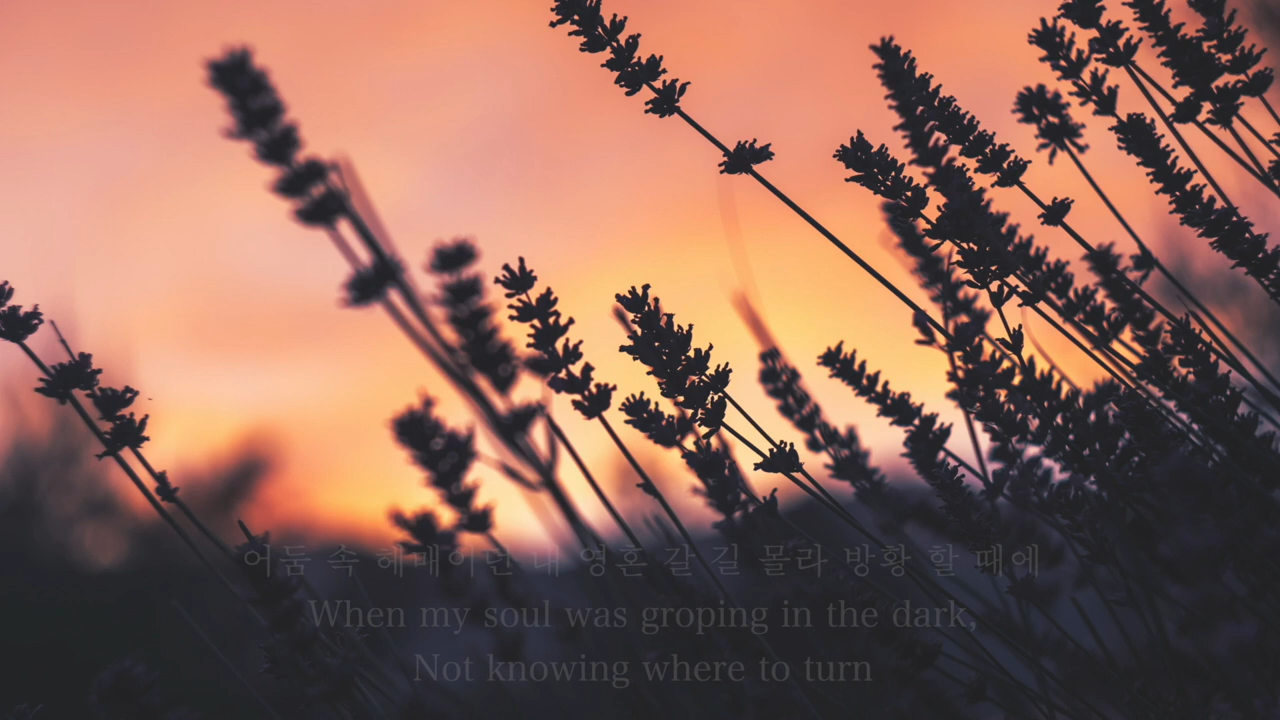 어둠 속 헤매이던 내 영혼 갈 길 몰라 방황 할 때에
When my soul was groping in the dark,
Not knowing where to turn